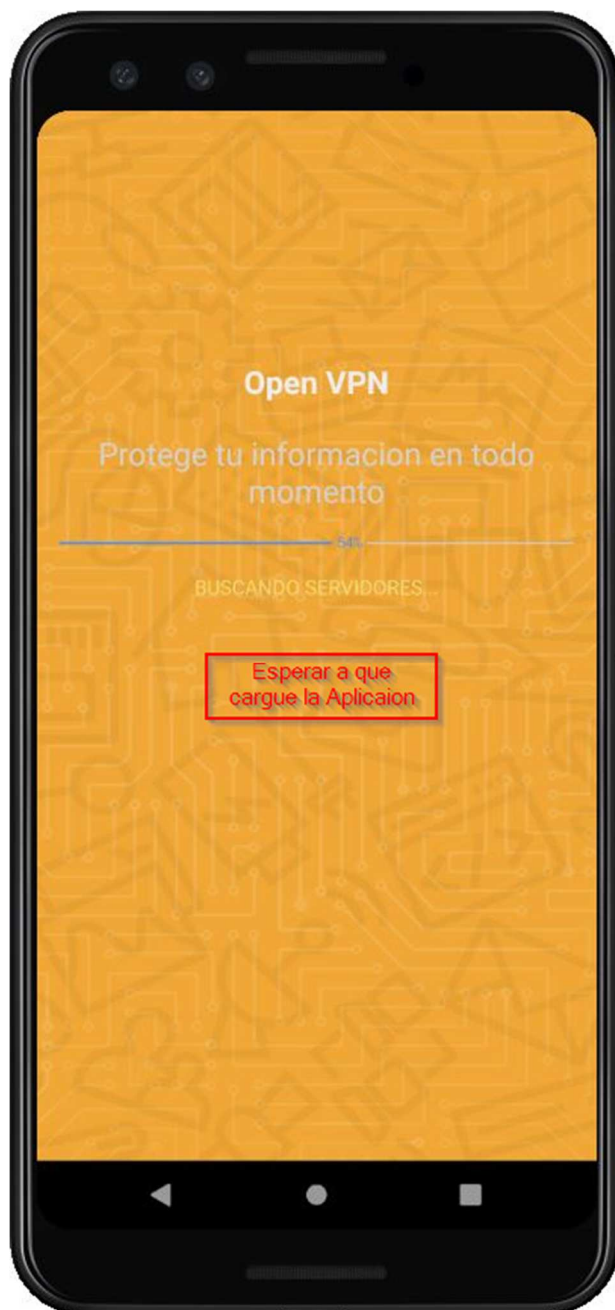 Open VPN
Protege tu informacion en todo
momento
54%
BUSCANDO SERVIDORES...
Esperar a que
cargue la Aplicaion